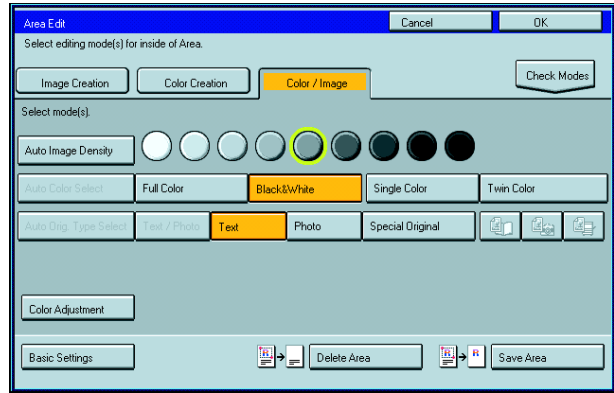 Area Edit Cancel OK
Select editing mode(s) for inside of Area.
Image Creation Color Creation Color / Image Check Modes
Select mode(s).
Auto Image Density
Auto Color Select Full Color Black&White Single Color Twin Color
Auto Orig. Type Select Text / Photo Text Photo Special Original
Color Adjustment
Basic Settings R R Delete Area R R Save Area